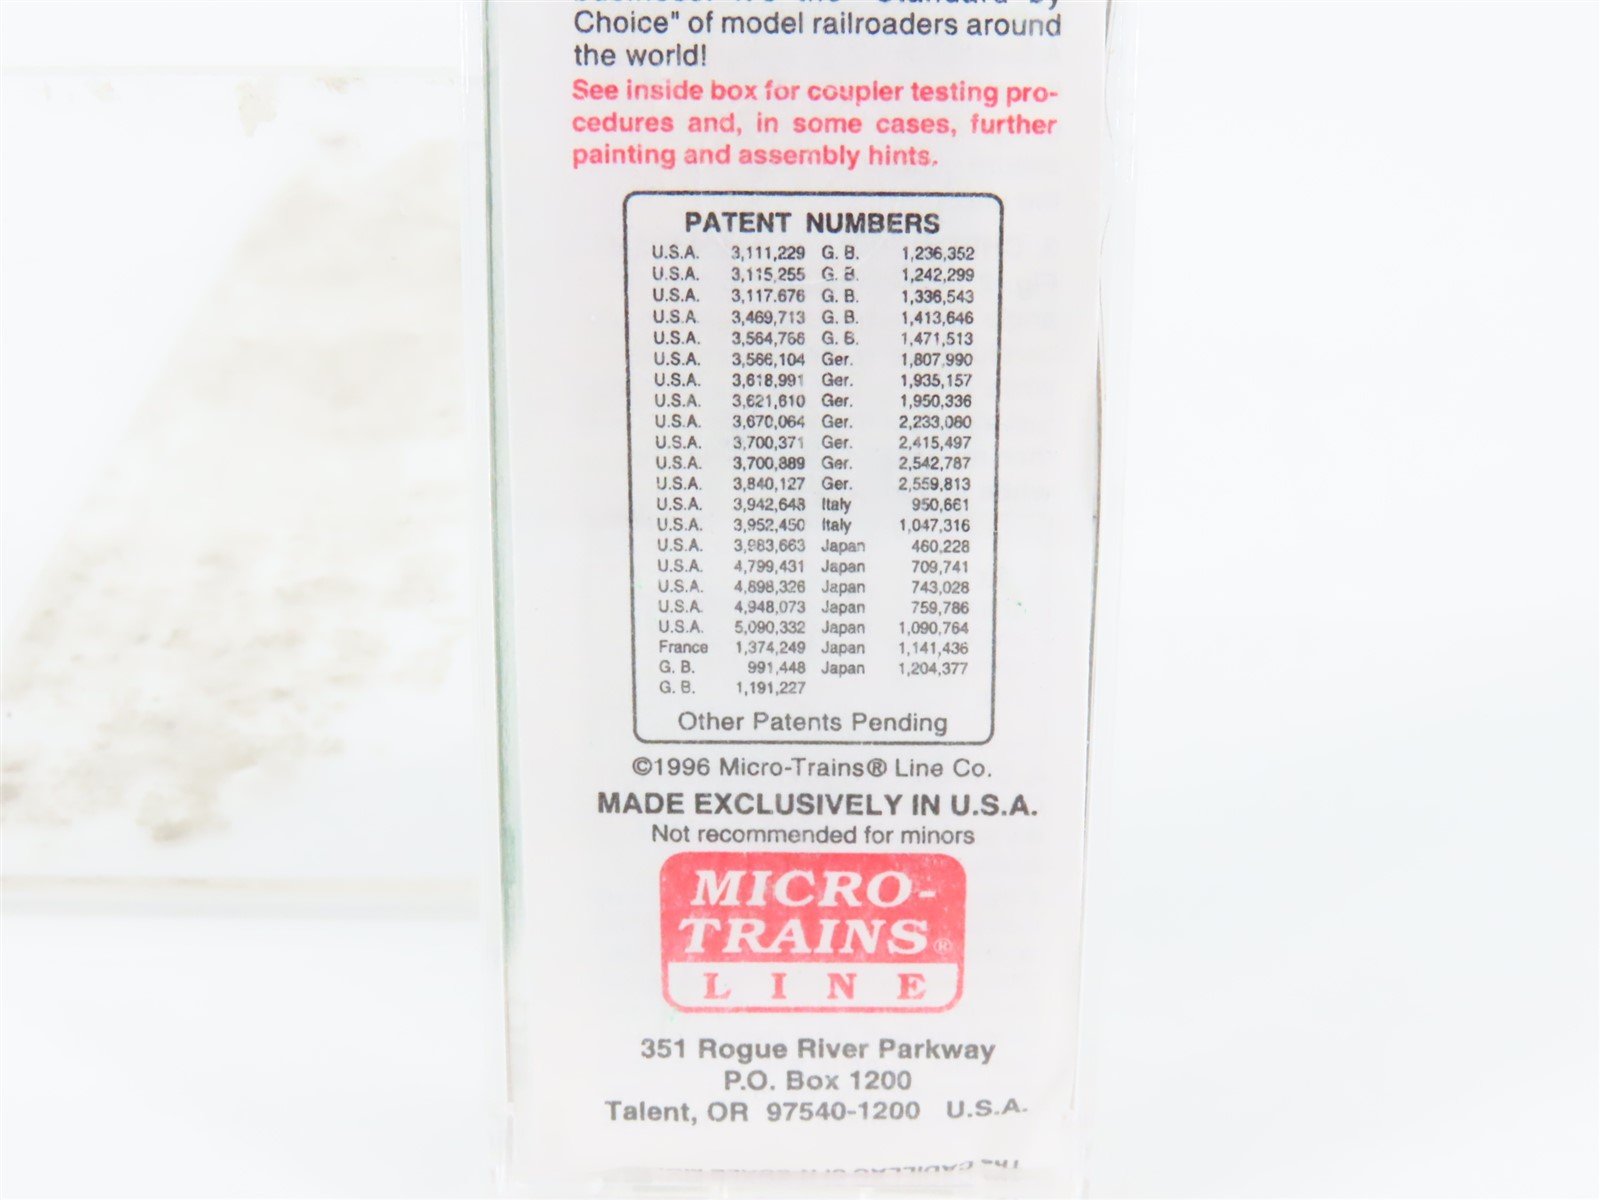 Choice" of model railroaders around
the world!
See inside box for coupler testing pro-
cedures and, in some cases, further
painting and assembly hints.
PATENT NUMBERS
U.S.A. 3,111,229 G. B. 1,236,352
U.S.A. 3,115,255 G. B. 1,242,299
U.S.A. 3,117,676 G. B. 1,336,543
U.S.A. 3,469,713 G. B. 1,413,646
U.S.A. 3,564,766 G. B. 1,471,513
U.S.A. 3,566,104 Ger. 1,807,990
U.S.A. 3,618,991 Ger. 1,935,157
U.S.A. 3,621,610 Ger. 1,950,336
U.S.A. 3,670,064 Ger. 2,233,080
U.S.A. 3,700,371 Ger. 2,415,497
U.S.A. 3,700,889 Ger. 2,542,787
U.S.A. 3,840,127 Ger. 2,559,813
U.S.A. 3,942,648 Italy 950,661
U.S.A. 3,952,450 Italy 1,047,316
U.S.A. 3,983,663 Japan 460,228
U.S.A. 4,799,431 Japan 709,741
U.S.A. 4,898,326 Japan 743,028
U.S.A. 4,948,073 Japan 759,786
U.S.A. 5,090,332 Japan 1,090,764
France 1,374,249 Japan 1,141,436
G. B. 991,448 Japan 1,204,377
G. B. 1,191,227
Other Patents Pending
©1996 Micro-Trains® Line Co.
MADE EXCLUSIVELY IN U.S.A.
Not recommended for minors
MICRO-
TRAINS®
LINE
351 Rogue River Parkway
P.O. Box 1200
Talent, OR 97540-1200 U.S.A.